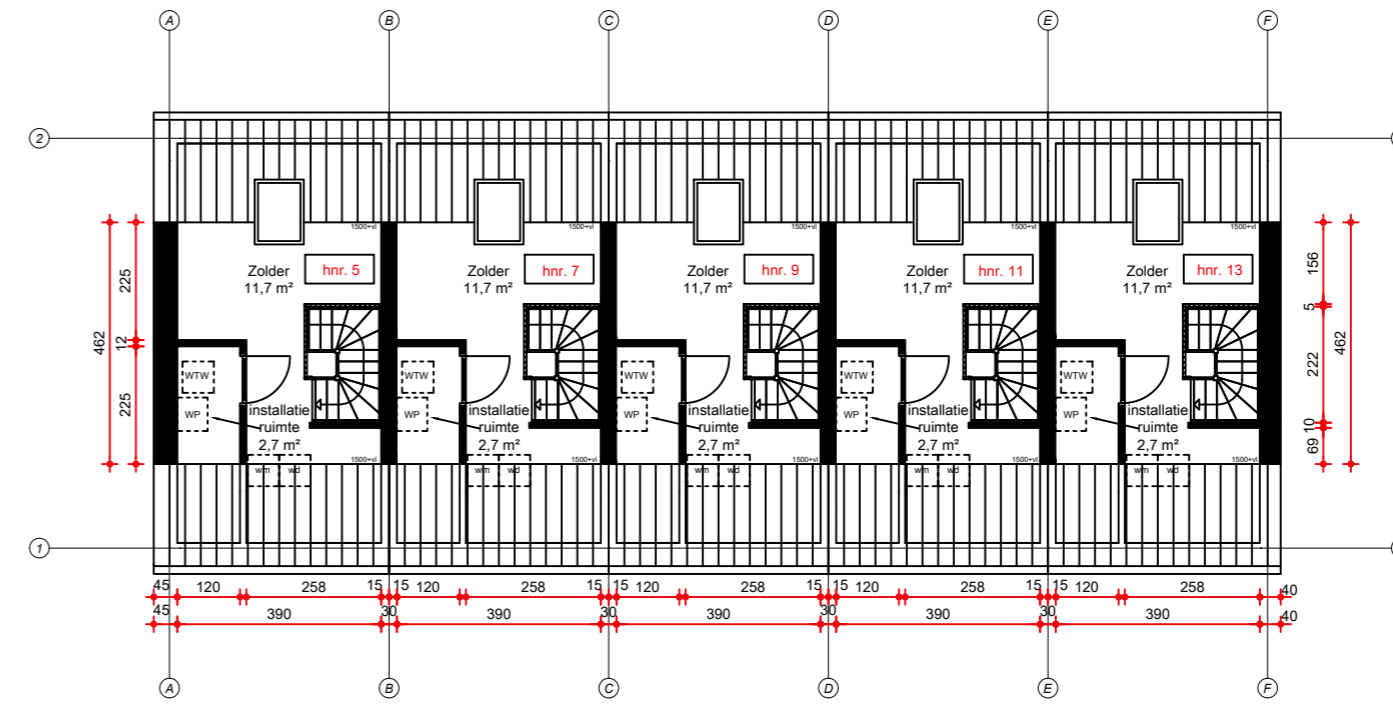 A B C D E F
2
1500+vl 1500+vl 1500+vl 1500+vl 1500+vl
Zolder hnr. 5 Zolder hnr. 7 Zolder hnr. 9 Zolder hnr. 11 Zolder hnr. 13
11,7 m² 11,7 m² 11,7 m² 11,7 m² 11,7 m²
225 156
5
462 12 222 462
WTW WTW WTW WTW WTW
225
WP installatie WP installatie WP installatie WP installatie WP installatie
ruimte ruimte ruimte ruimte ruimte 10
2,7 m² 2,7 m² 2,7 m² 2,7 m² 2,7 m² 69
1500+vl 1500+vl 1500+vl 1500+vl 1500+vl
wm wd wm wd wm wd wm wd wm wd
1
45 120 258 15 15 120 258 15 15 120 258 15 15 120 258 15 15 120 258 40
45 390 30 390 30 390 30 390 30 390 40
A B C D E F